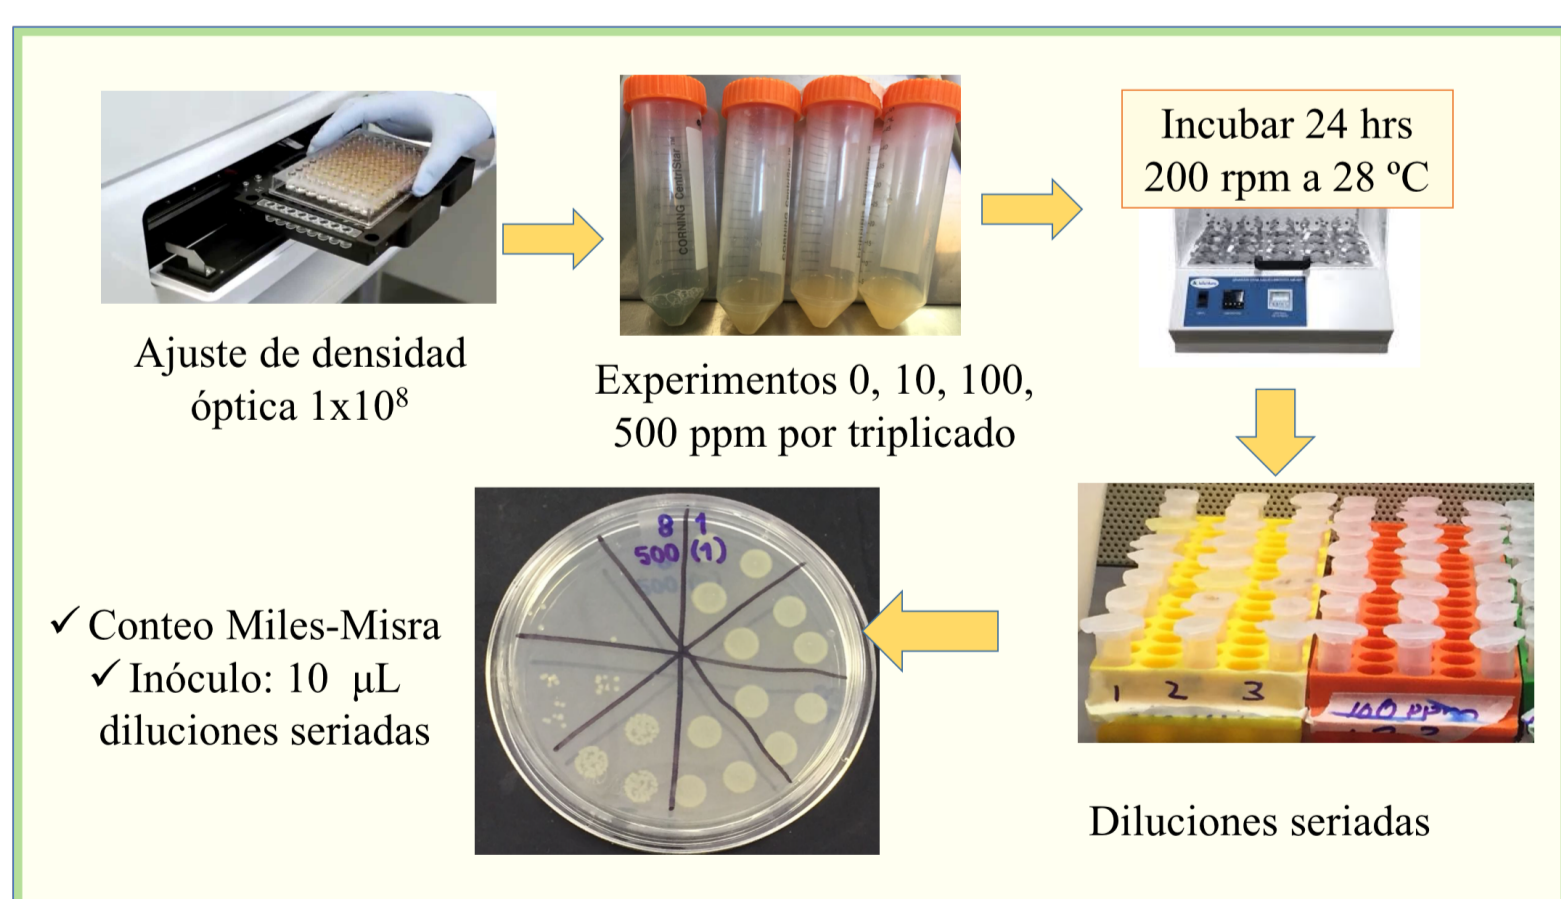 Ajuste de densidad
óptica 1x10⁸
CORNING CentriStar™
Experimentos 0, 10, 100,
500 ppm por triplicado
Incubar 24 hrs
200 rpm a 28 ºC
1 2 3
100 ppm
Diluciones seriadas
8 1
500 (1)
✓ Conteo Miles-Misra
✓ Inóculo: 10 μL
diluciones seriadas